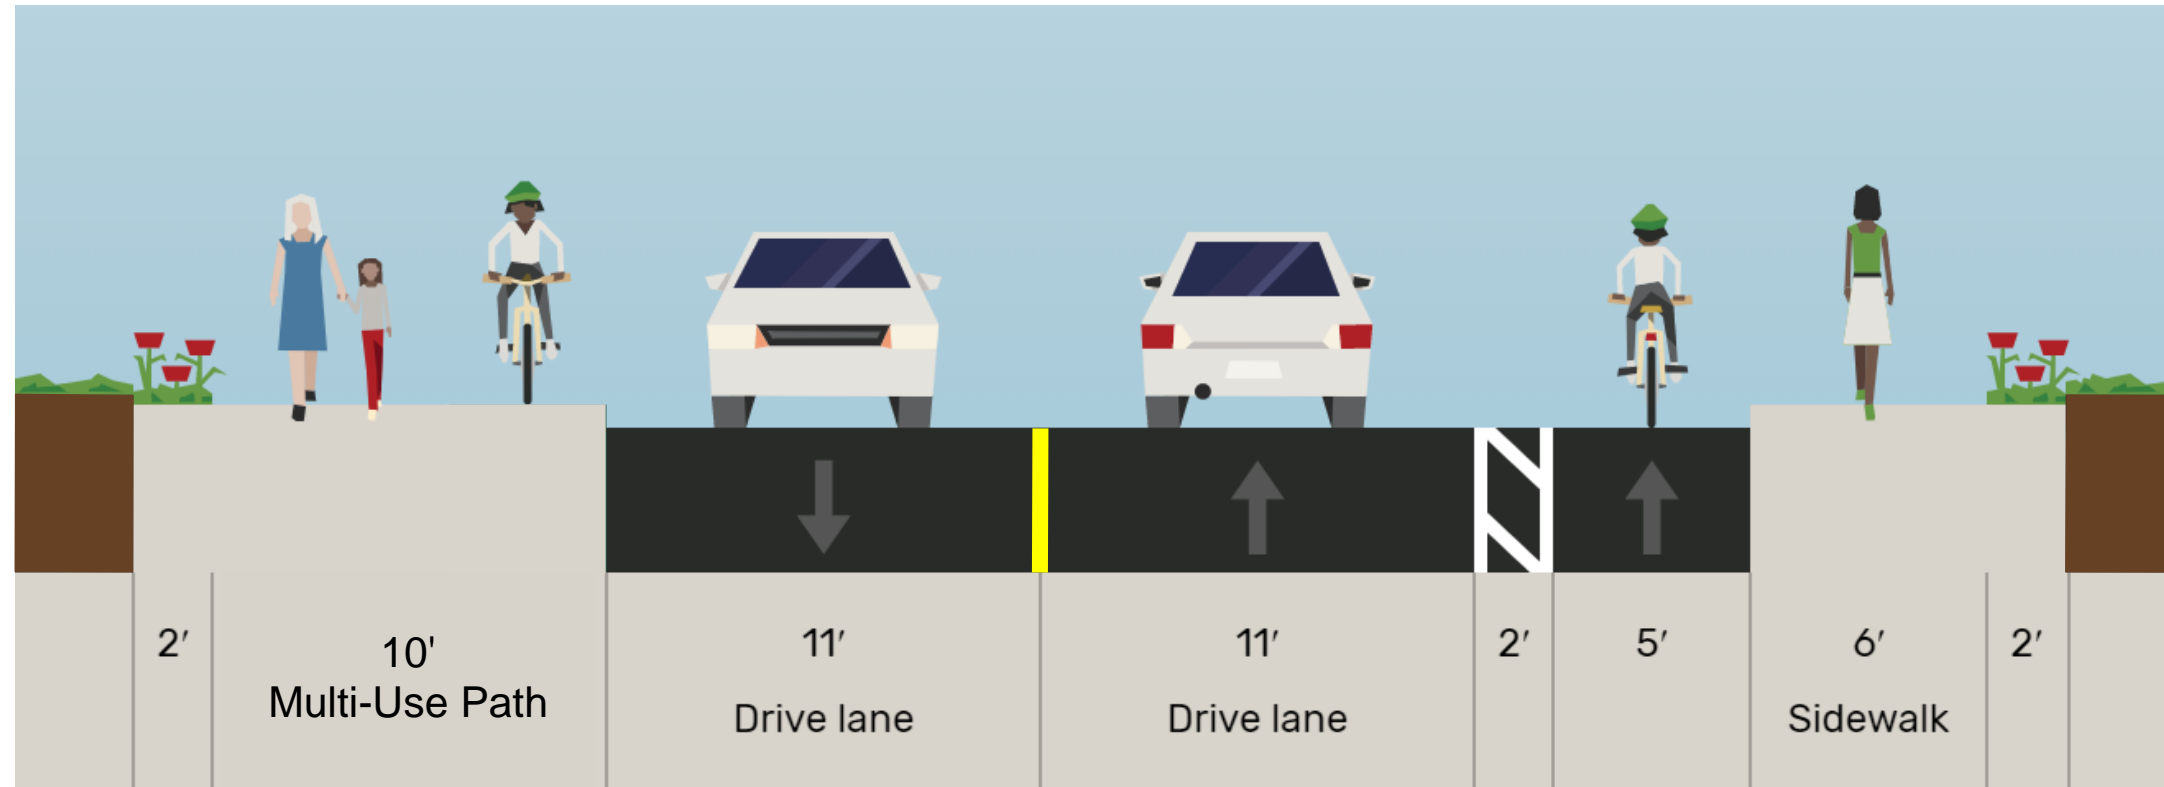 2′
10'
Multi-Use Path
11′
Drive lane
11′
Drive lane
2′
5′
6′
Sidewalk
2′